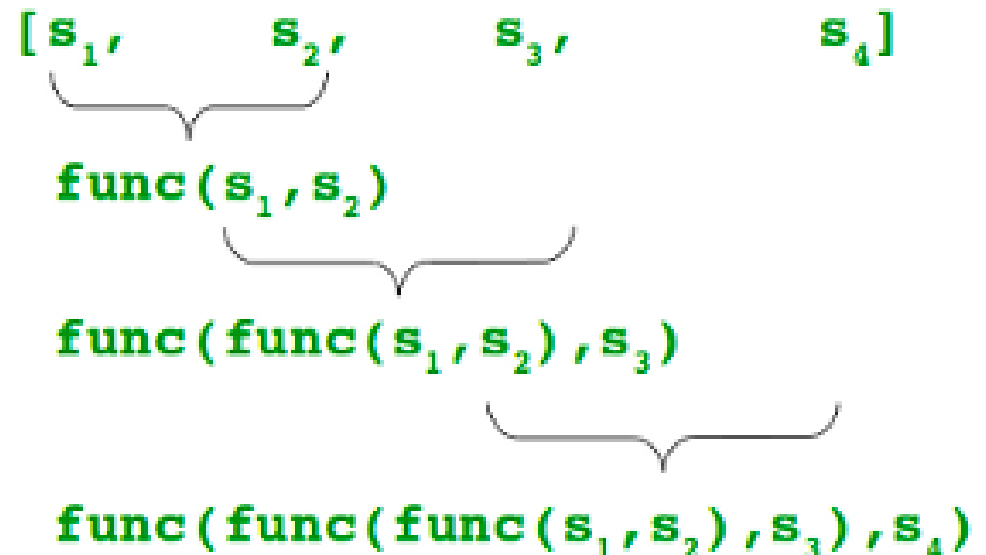 [s₁, s₂, s₃, s₄]
func(s₁,s₂)
func(func(s₁,s₂),s₃)
func(func(func(s₁,s₂),s₃),s₄)